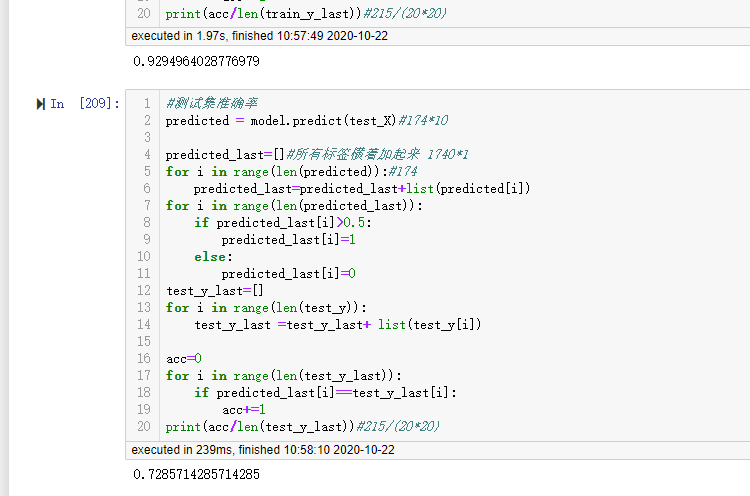 20 print(acc/len(train_y_last))#215/(20*20)
executed in 1.97s, finished 10:57:49 2020-10-22
0.9294964028776979
In [209]:
1 #测试集准确率
2 predicted = model.predict(test_X)#174*10
3
4 predicted_last=[]#所有标签横着加起来 1740*1
5 for i in range(len(predicted)):#174
6     predicted_last=predicted_last+list(predicted[i])
7 for i in range(len(predicted_last)):
8     if predicted_last[i]>0.5:
9         predicted_last[i]=1
10     else:
11         predicted_last[i]=0
12 test_y_last=[]
13 for i in range(len(test_y)):
14     test_y_last =test_y_last+ list(test_y[i])
15
16 acc=0
17 for i in range(len(test_y_last)):
18     if predicted_last[i]==test_y_last[i]:
19         acc+=1
20 print(acc/len(test_y_last))#215/(20*20)
executed in 239ms, finished 10:58:10 2020-10-22
0.7285714285714285